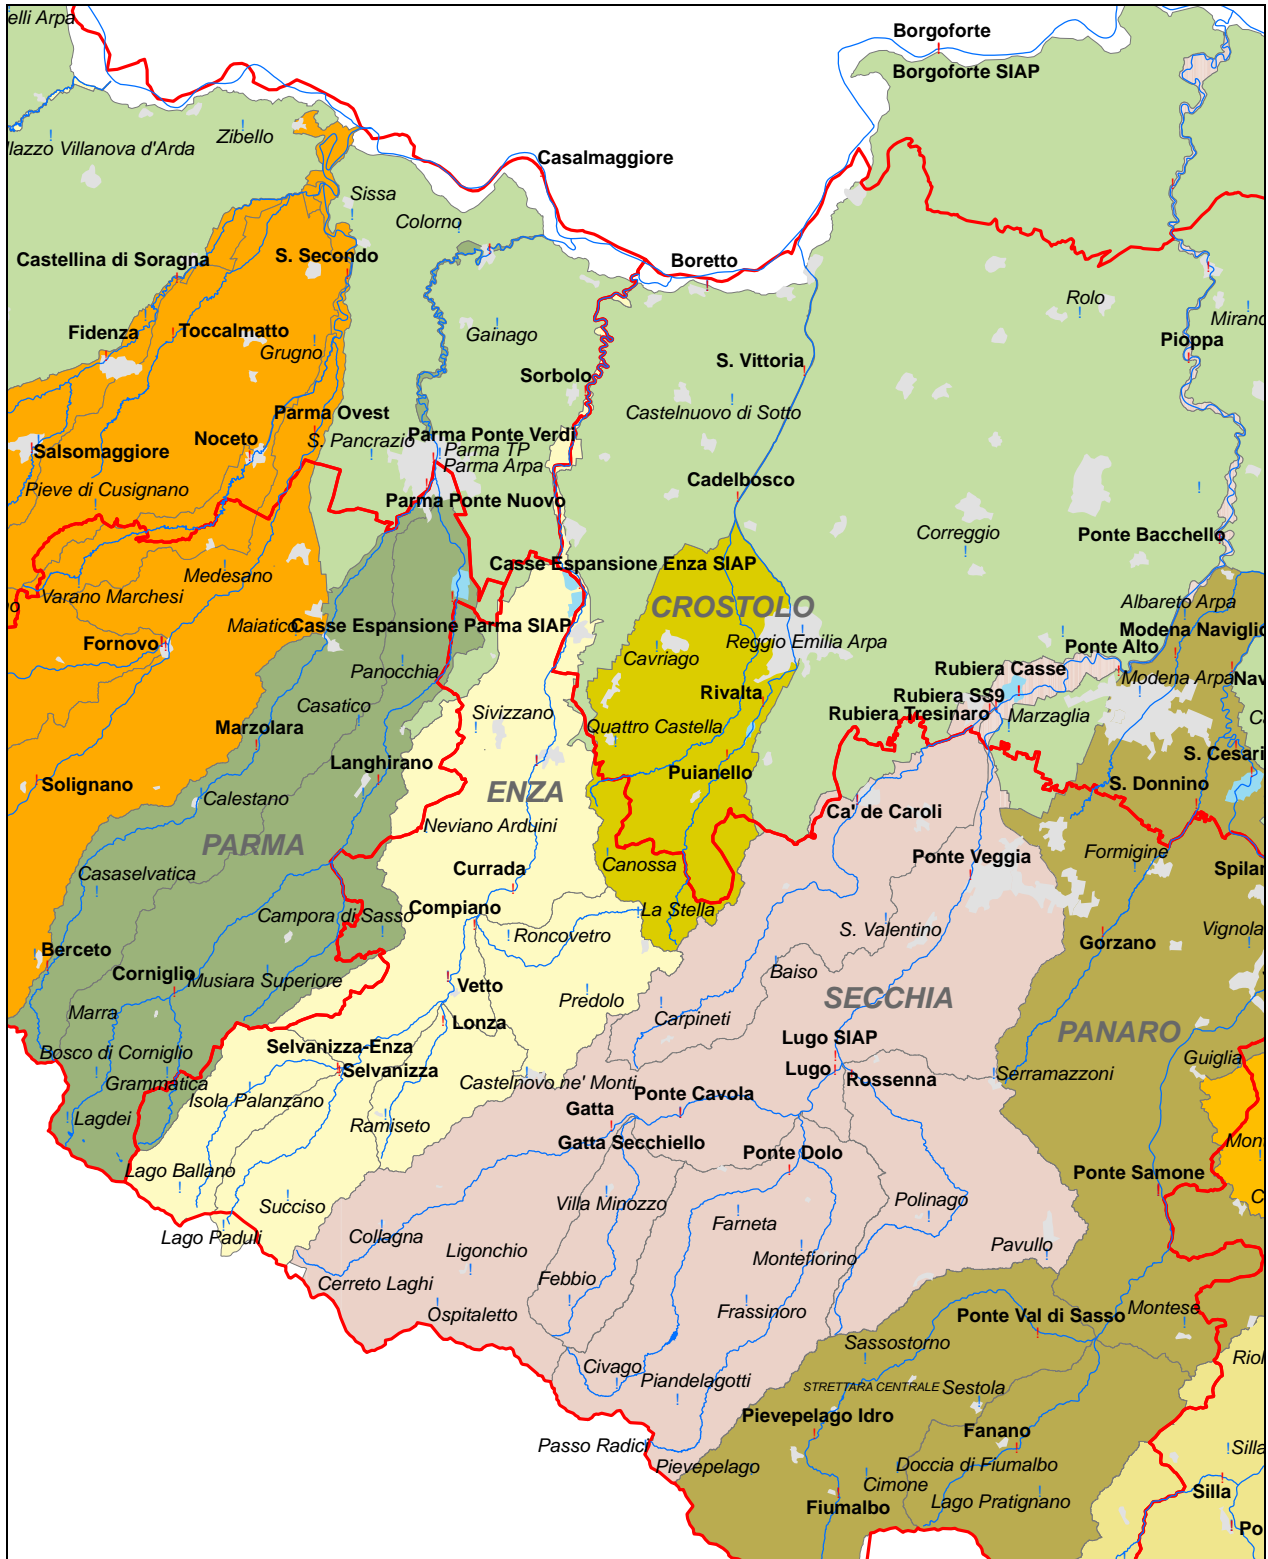 elli Arpa
Borgoforte
Borgoforte SIAP
Zibello
llazzo Villanova d'Arda
Casalmaggiore
Sissa
Colorno
Castellina di Soragna
S. Secondo
Boretto
Rolo
Miranc
Fidenza
Toccalmatto
Grugno
Gainago
Pioppa
Sorbolo
S. Vittoria
Castelnuovo di Sotto
Parma Ovest
Noceto
S. Pancrazio
Parma Ponte Verdi
Parma TP
Parma Arpa
Salsomaggiore
Pieve di Cusignano
Cadelbosco
Parma Ponte Nuovo
Correggio
Ponte Bacchello
Casse Espansione Enza SIAP
Medesano
Varano Marchesi
CROSTOLO
Albareto Arpa
Maiatico
Casse Espansione Parma SIAP
Modena Naviglio
Fornovo
Reggio Emilia Arpa
Ponte Alto
Cavriago
Panocchia
Rubiera Casse
Modena Arpa
Nav
Rivalta
Rubiera SS9
Casatico
Sivizzano
Rubiera Tresinaro
Marzaglia
Marzolara
Quattro Castella
S. Cesari
Langhirano
Puianello
Solignano
ENZA
S. Donnino
Calestano
Ca' de Caroli
Neviano Arduini
PARMA
Formigine
Ponte Veggia
Canossa
Casaselvatica
Currada
Spilar
Campora di Sasso
Compiano
La Stella
Roncovetro
S. Valentino
Vignola
Berceto
Gorzano
Corniglio
Musiara Superiore
Baiso
Vetto
Predolo
SECCHIA
Marra
Carpineti
Lonza
PANARO
Lugo SIAP
Selvanizza-Enza
Bosco di Corniglio
Guiglia
Selvanizza
Lugo
Rossenna
Serramazzoni
Grammatica
Castelnovo ne' Monti
Isola Palanzano
Ponte Cavola
Gatta
Lagdei
Ramiseto
Gatta Secchiello
Mon
Ponte Dolo
Lago Ballano
Ponte Samone
Succiso
Villa Minozzo
Polinago
Farneta
Lago Paduli
Collagna
Ligonchio
Montefiorino
Pavullo
Cerreto Laghi
Febbio
Ospitaletto
Frassinoro
Ponte Val di Sasso
Montese
Sassostorno
Riol
Civago
Piandelagotti
STRETTARA CENTRALE
Sestola
Pievepelago Idro
Fanano
Passo Radici
Silla
Pievepelago
Doccia di Fiumalbo
Cimone
Lago Pratignano
Silla
Fiumalbo
Po